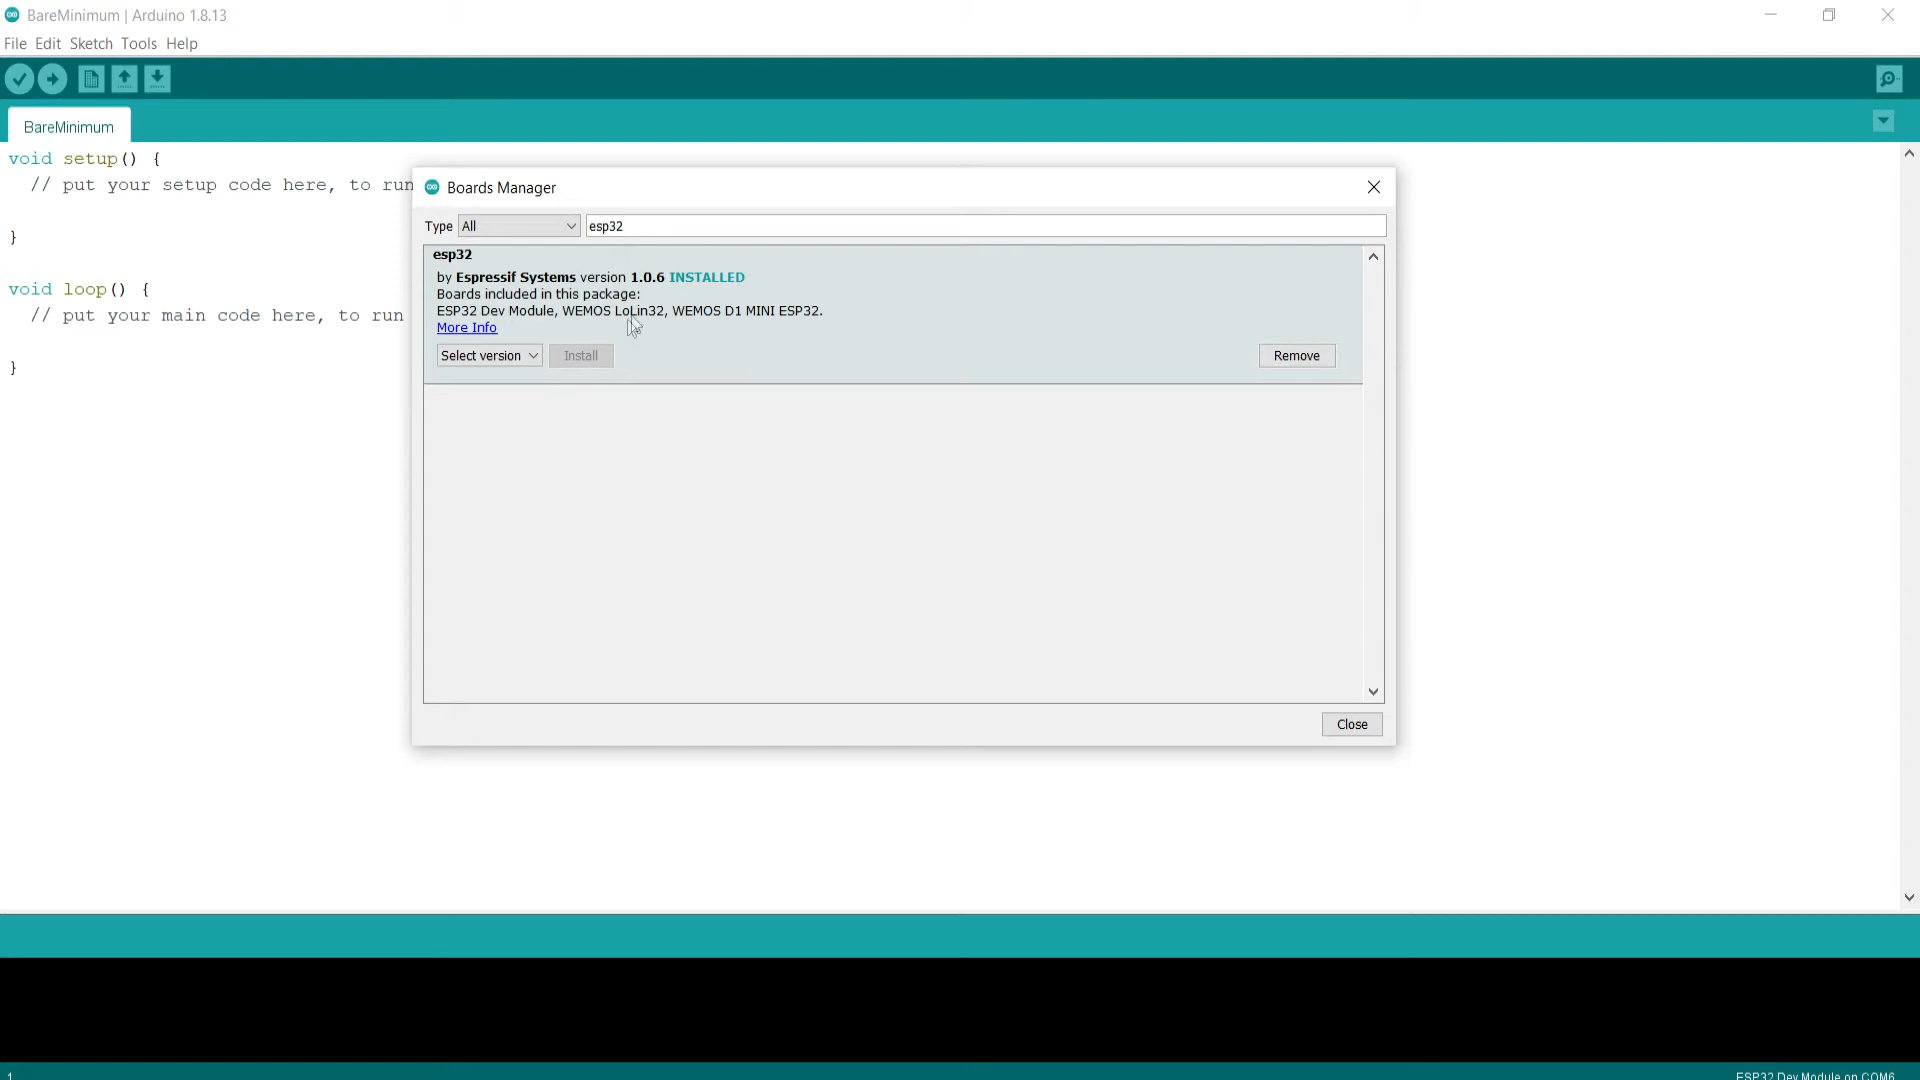 BareMinimum | Arduino 1.8.13
File Edit Sketch Tools Help
BareMinimum
void setup() {
// put your setup code here, to run
}
void loop() {
// put your main code here, to run
}
Boards Manager
Type All esp32
esp32
by Espressif Systems version 1.0.6 INSTALLED
Boards included in this package:
ESP32 Dev Module, WEMOS LoLin32, WEMOS D1 MINI ESP32.
More Info
Select version Install Remove
Close
1 ESP32 Dev Module on COM6